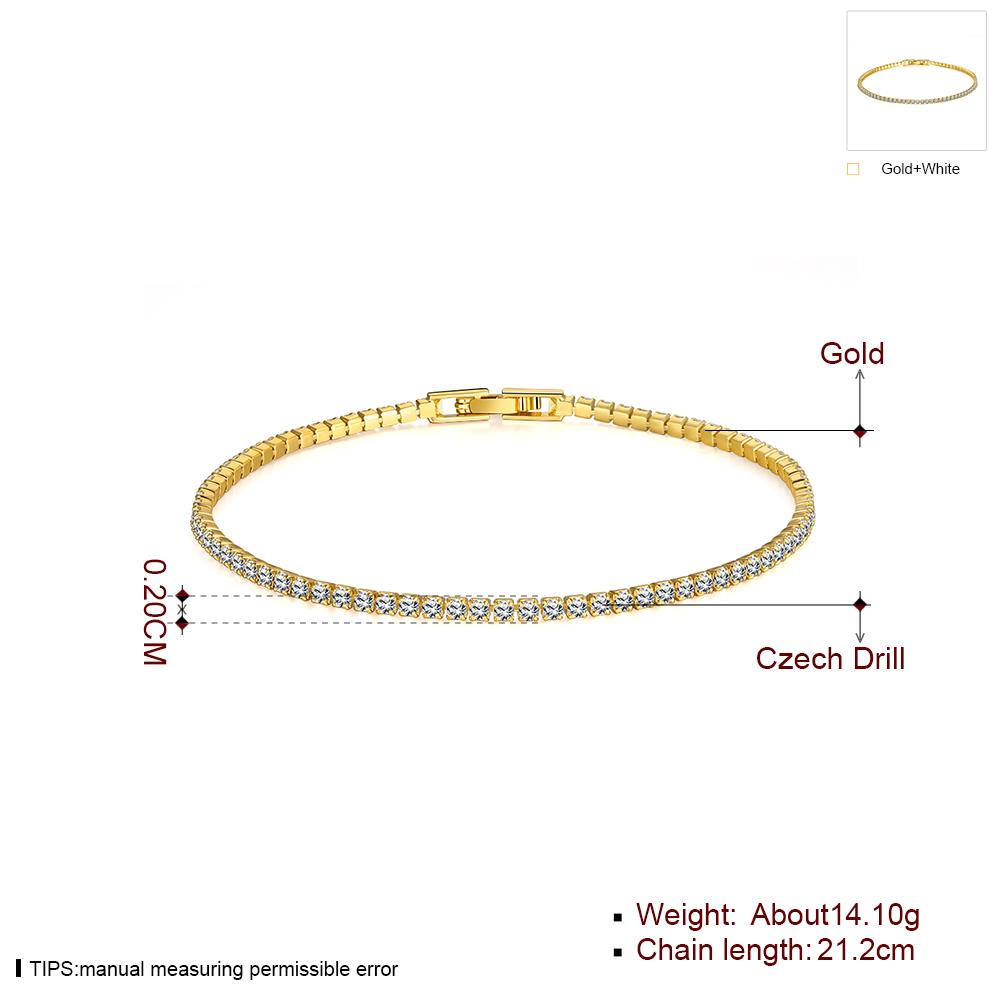 Gold+White
Gold
0.20CM
Czech Drill
Weight: About14.10g
Chain length: 21.2cm
TIPS:manual measuring permissible error